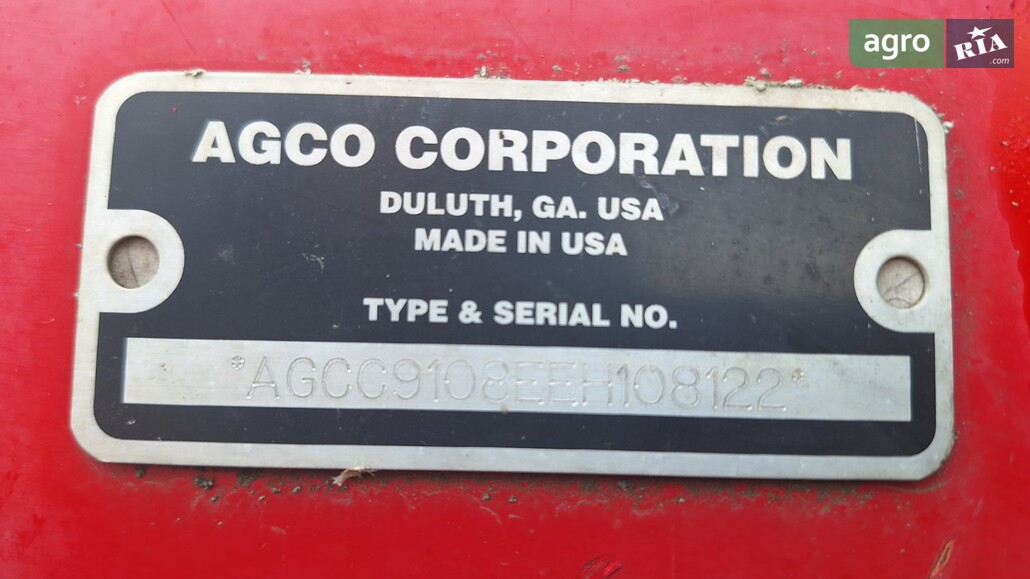 agro
RIA
.com
AGCO CORPORATION
DULUTH, GA. USA
MADE IN USA
TYPE & SERIAL NO.
*AGCC9108EEH108122*